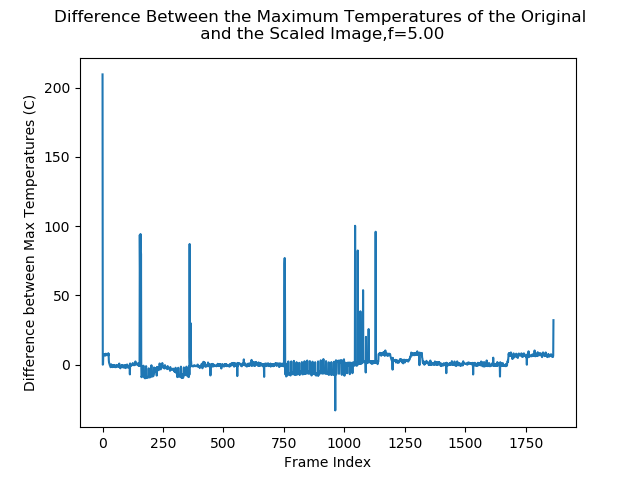 Difference Between the Maximum Temperatures of the Original
and the Scaled Image,f=5.00
Difference between Max Temperatures (C)
200
150
100
50
0
0 250 500 750 1000 1250 1500 1750
Frame Index